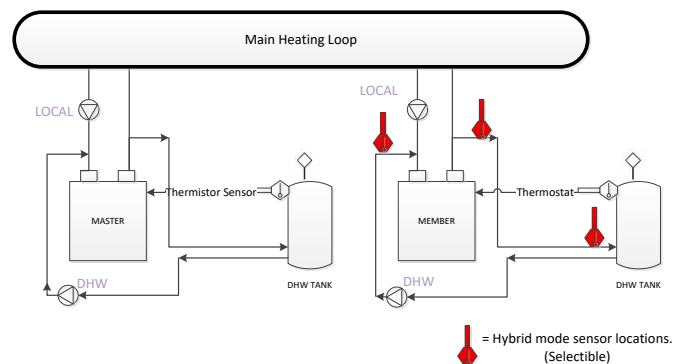 Main Heating Loop
LOCAL
LOCAL
Thermistor Sensor
Thermostat
MASTER
MEMBER
DHW
DHW TANK
DHW
DHW TANK
= Hybrid mode sensor locations.
(Selectible)